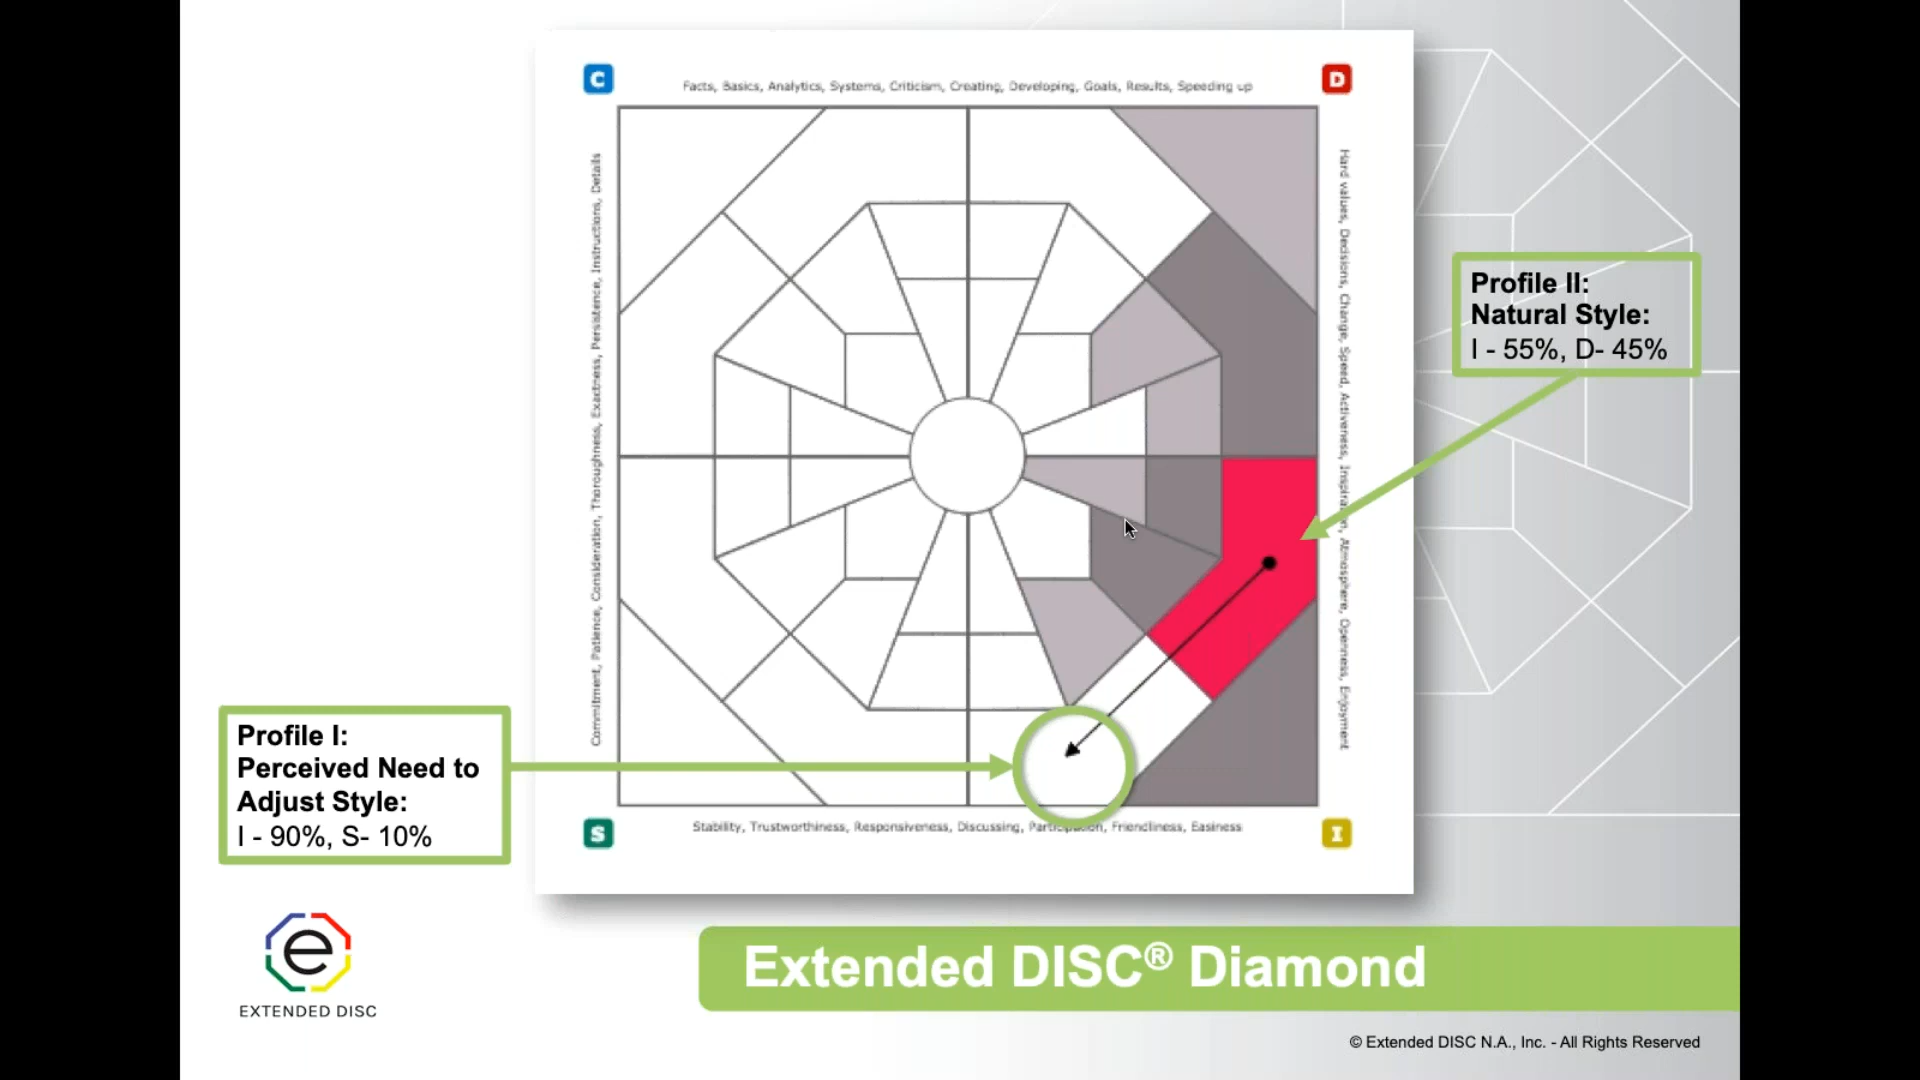 C
Facts, Basics, Analytics, Systems, Criticism, Creating, Developing, Goals, Results, Speeding up
D
Commitment, Patience, Consideration, Thoroughness, Exactness, Persistence, Instructions, Details
Hard values, Decisions, Change, Speed, Activeness, Inspiration, Atmosphere, Openness, Enjoyment
Profile II:
Natural Style:
I - 55%, D- 45%
Profile I:
Perceived Need to
Adjust Style:
I - 90%, S- 10%
S
Stability, Trustworthiness, Responsiveness, Discussing, Participation, Friendliness, Easiness
I
e
EXTENDED DISC
Extended DISC® Diamond
© Extended DISC N.A., Inc. - All Rights Reserved